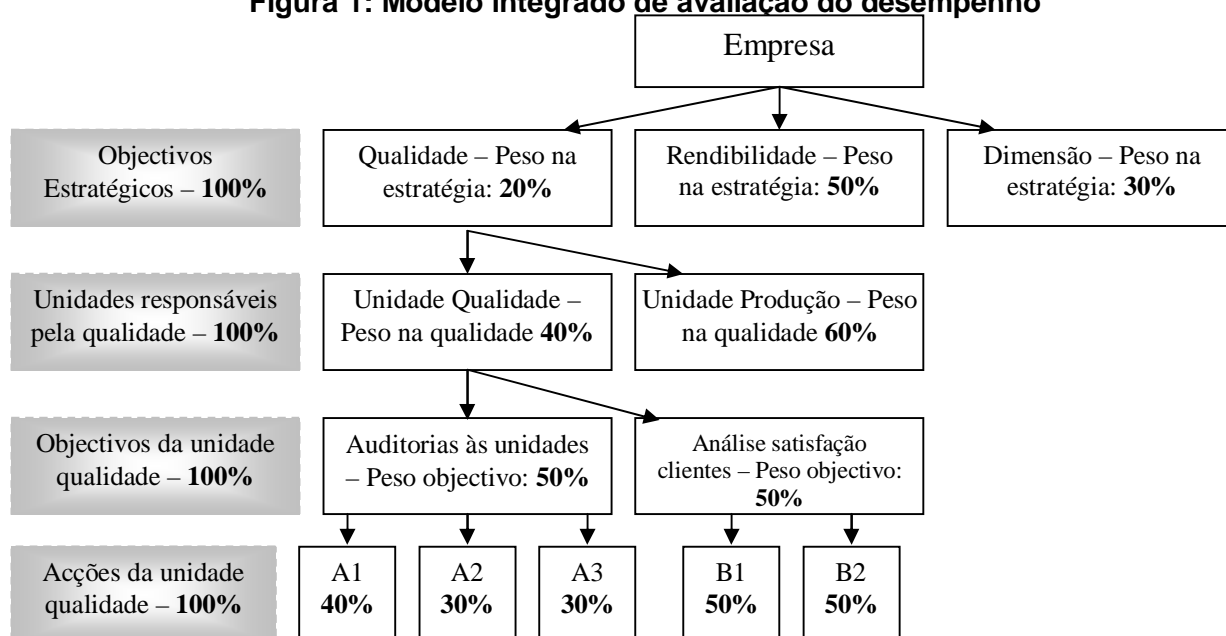 Figura 1: Modelo integrado de avaliação do desempenho
Empresa
Objectivos
Estratégicos – 100%
Qualidade – Peso na
estratégia: 20%
Rendibilidade – Peso
na estratégia: 50%
Dimensão – Peso na
estratégia: 30%
Unidades responsáveis
pela qualidade – 100%
Unidade Qualidade –
Peso na qualidade 40%
Unidade Produção – Peso
na qualidade 60%
Objectivos da unidade
qualidade – 100%
Auditorias às unidades
– Peso objectivo: 50%
Análise satisfação
clientes – Peso objectivo:
50%
Acções da unidade
qualidade – 100%
A1
40%
A2
30%
A3
30%
B1
50%
B2
50%